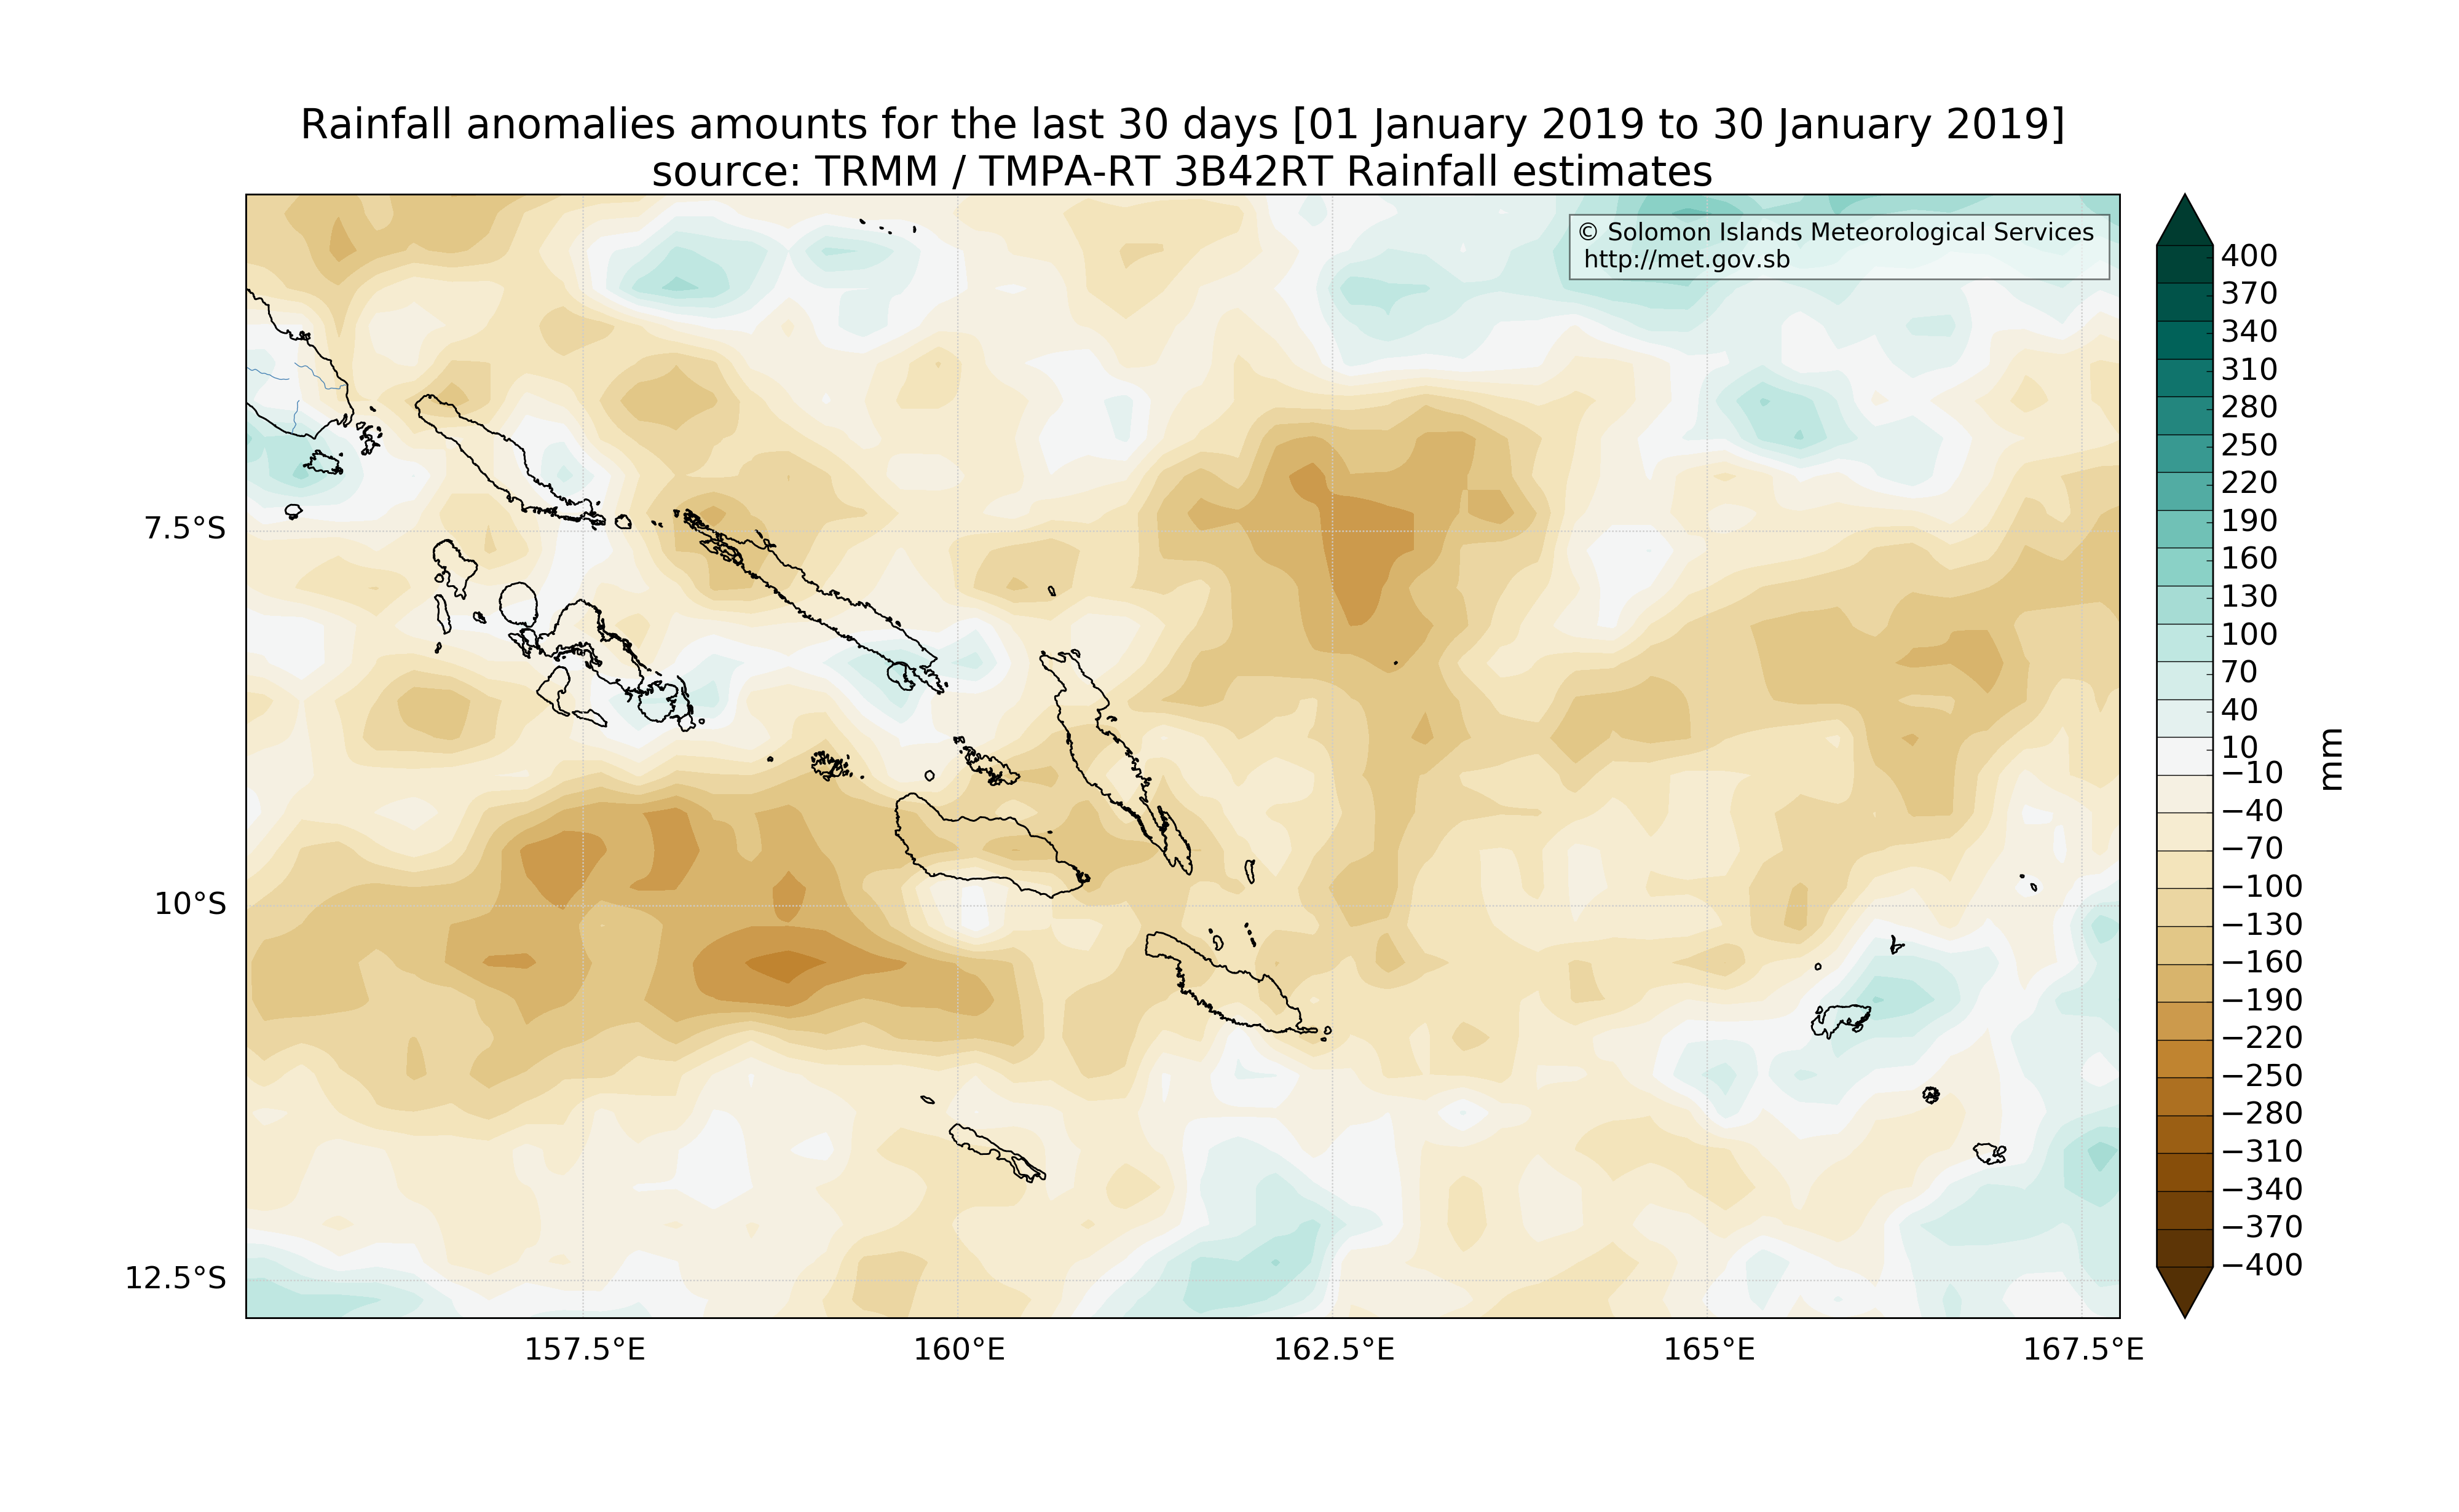 Rainfall anomalies amounts for the last 30 days [01 January 2019 to 30 January 2019]
source: TRMM / TMPA-RT 3B42RT Rainfall estimates
© Solomon Islands Meteorological Services
http://met.gov.sb
7.5°S
10°S
12.5°S
157.5°E
160°E
162.5°E
165°E
167.5°E
400
370
340
310
280
250
220
190
160
130
100
70
40
10
−10
−40
−70
−100
−130
−160
−190
−220
−250
−280
−310
−340
−370
−400
mm